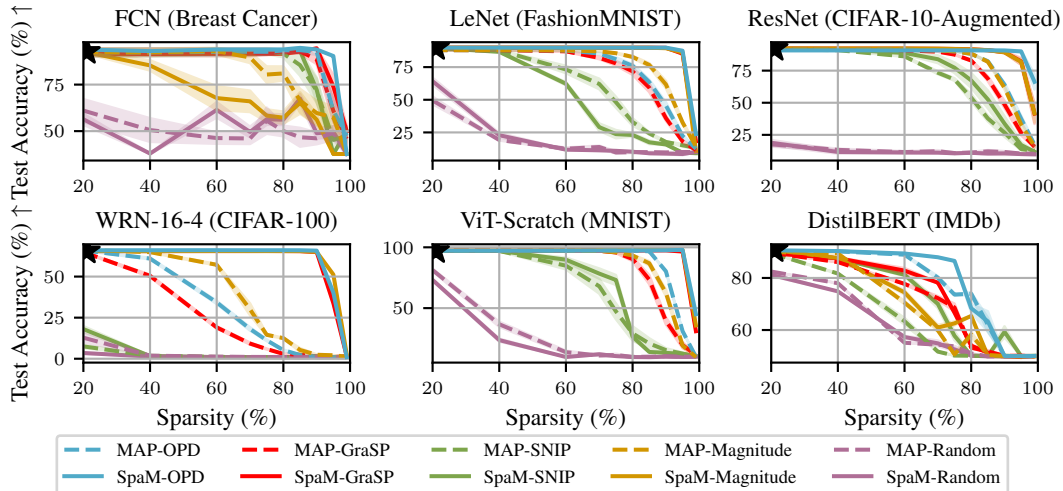 FCN (Breast Cancer)
LeNet (FashionMNIST)
ResNet (CIFAR-10-Augmented)
Test Accuracy (%) ↑
75
50
20 40 60 80 100
75
50
25
20 40 60 80 100
75
50
25
20 40 60 80 100
WRN-16-4 (CIFAR-100)
ViT-Scratch (MNIST)
DistilBERT (IMDb)
Test Accuracy (%) ↑
50
25
0
20 40 60 80 100
100
50
20 40 60 80 100
80
60
20 40 60 80 100
Sparsity (%)
Sparsity (%)
Sparsity (%)
MAP-OPD MAP-GraSP MAP-SNIP MAP-Magnitude MAP-Random
SpaM-OPD SpaM-GraSP SpaM-SNIP SpaM-Magnitude SpaM-Random